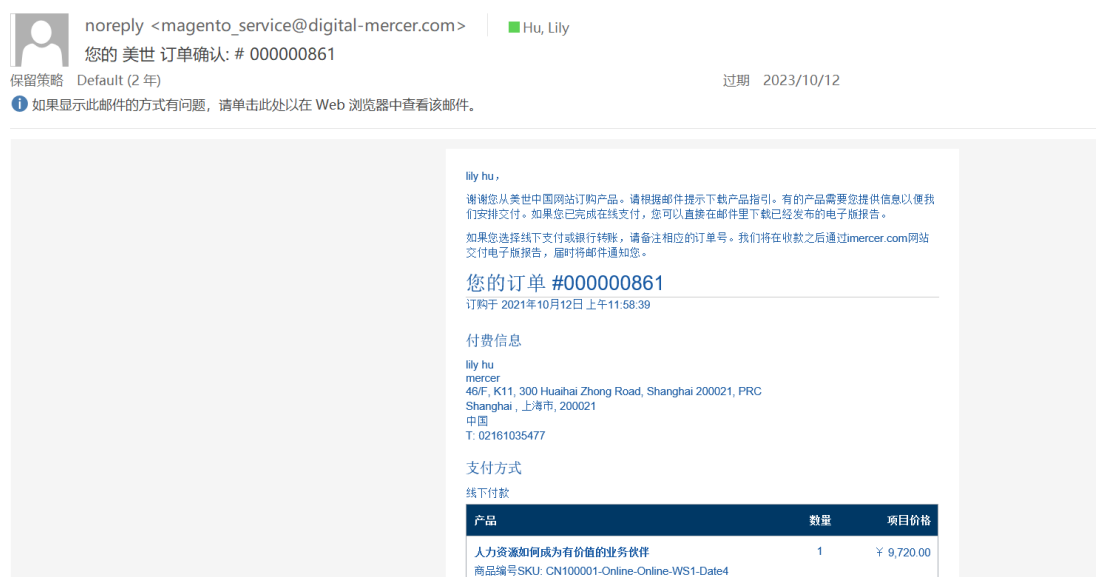 noreply <magento_service@digital-mercer.com>
Hu, Lily
您的 美世 订单确认: # 000000861
保留策略 Default (2 年)
过期 2023/10/12
如果显示此邮件的方式有问题，请单击此处以在 Web 浏览器中查看该邮件。
lily hu，
谢谢您从美世中国网站订购产品。请根据邮件提示下载产品指引。有的产品需要您提供信息以便我
们安排交付。如果您已完成在线支付，您可以直接在邮件里下载已经发布的电子版报告。
如果您选择线下支付或银行转账，请备注相应的订单号。我们将在收款之后通过imercer.com网站
交付电子版报告，届时将邮件通知您。
您的订单 #000000861
订购于 2021年10月12日 上午11:58:39
付费信息
lily hu
mercer
46/F, K11, 300 Huaihai Zhong Road, Shanghai 200021, PRC
Shanghai , 上海市, 200021
中国
T: 02161035477
支付方式
线下付款
产品 数量 项目价格
人力资源如何成为有价值的业务伙伴 1 ￥ 9,720.00
商品编号SKU: CN100001-Online-Online-WS1-Date4